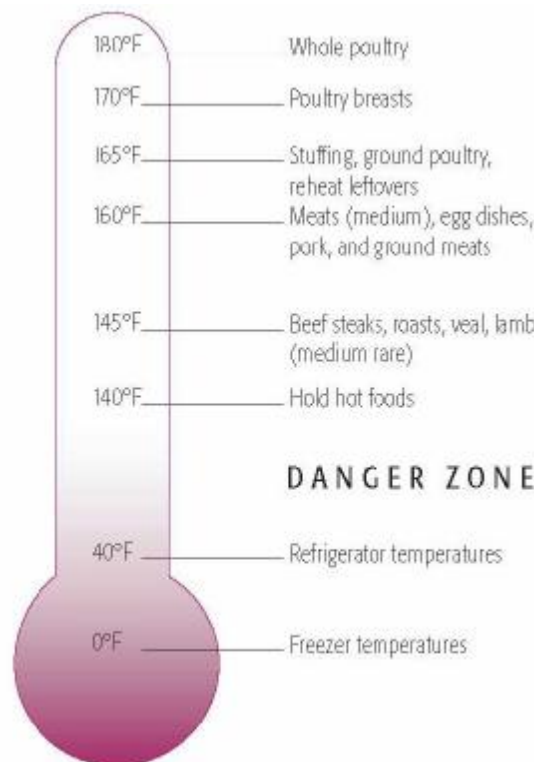 180°F Whole poultry
170°F Poultry breasts
165°F Stuffing, ground poultry,
reheat leftovers
160°F Meats (medium), egg dishes,
pork, and ground meats
145°F Beef steaks, roasts, veal, lamb
(medium rare)
140°F Hold hot foods
DANGER ZONE
40°F Refrigerator temperatures
0°F Freezer temperatures